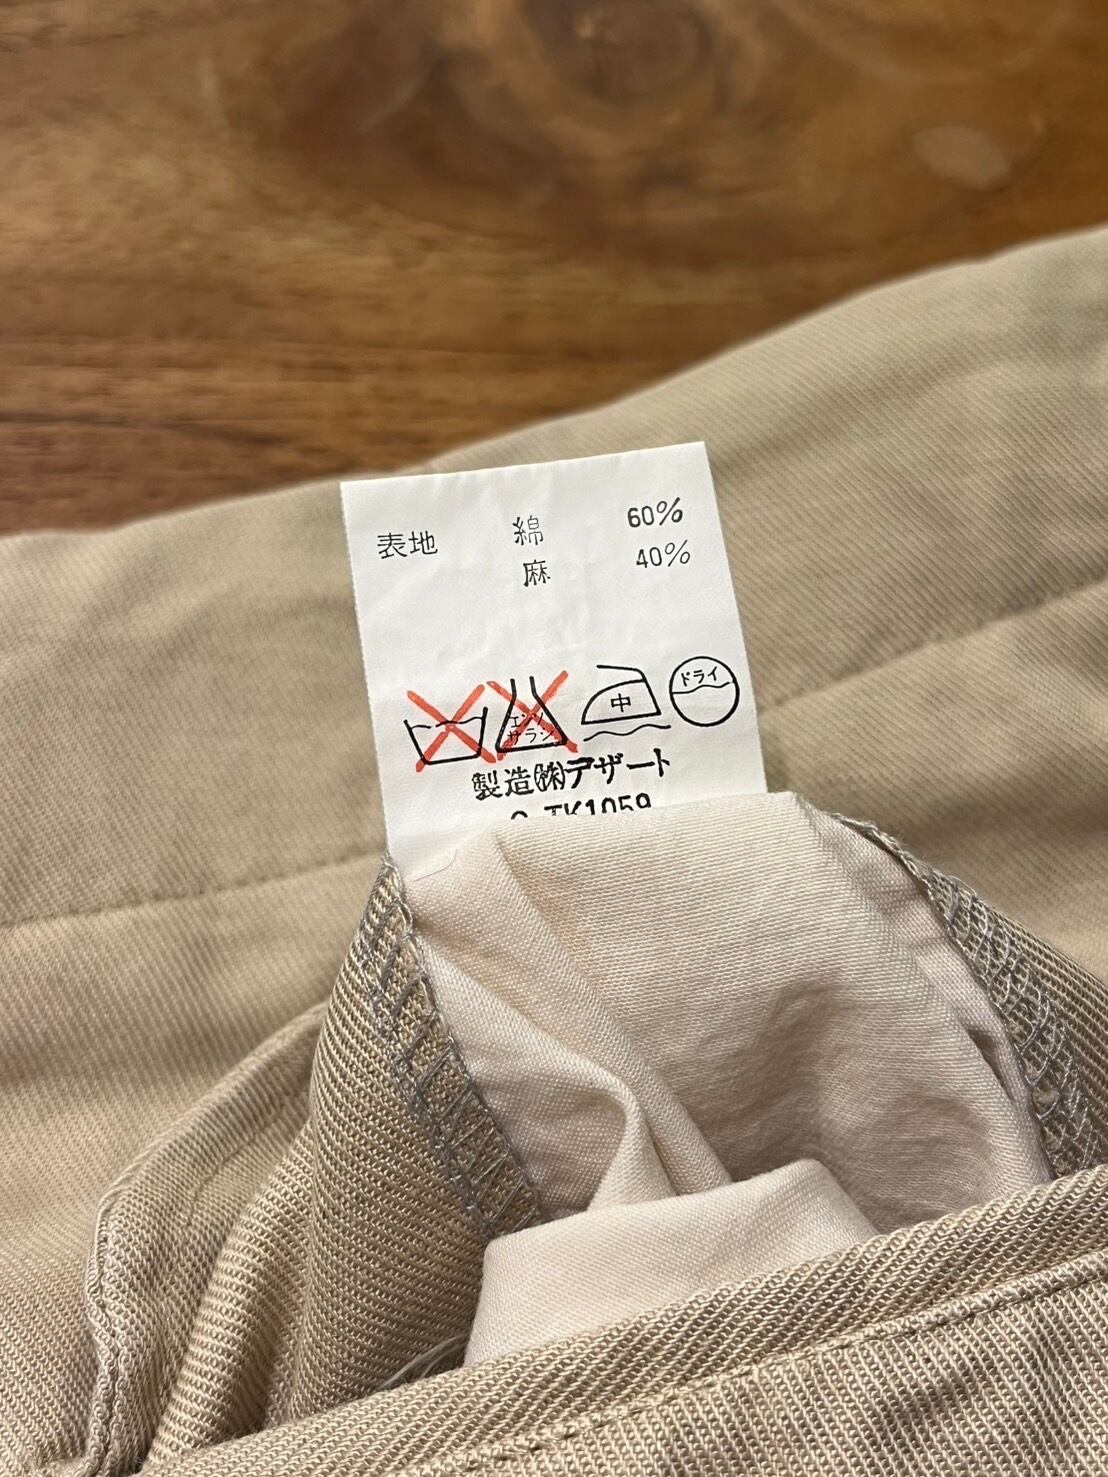 表地 綿 60%
麻 40%
エンソ
サラシ
中
ドライ
製造㈱デザート